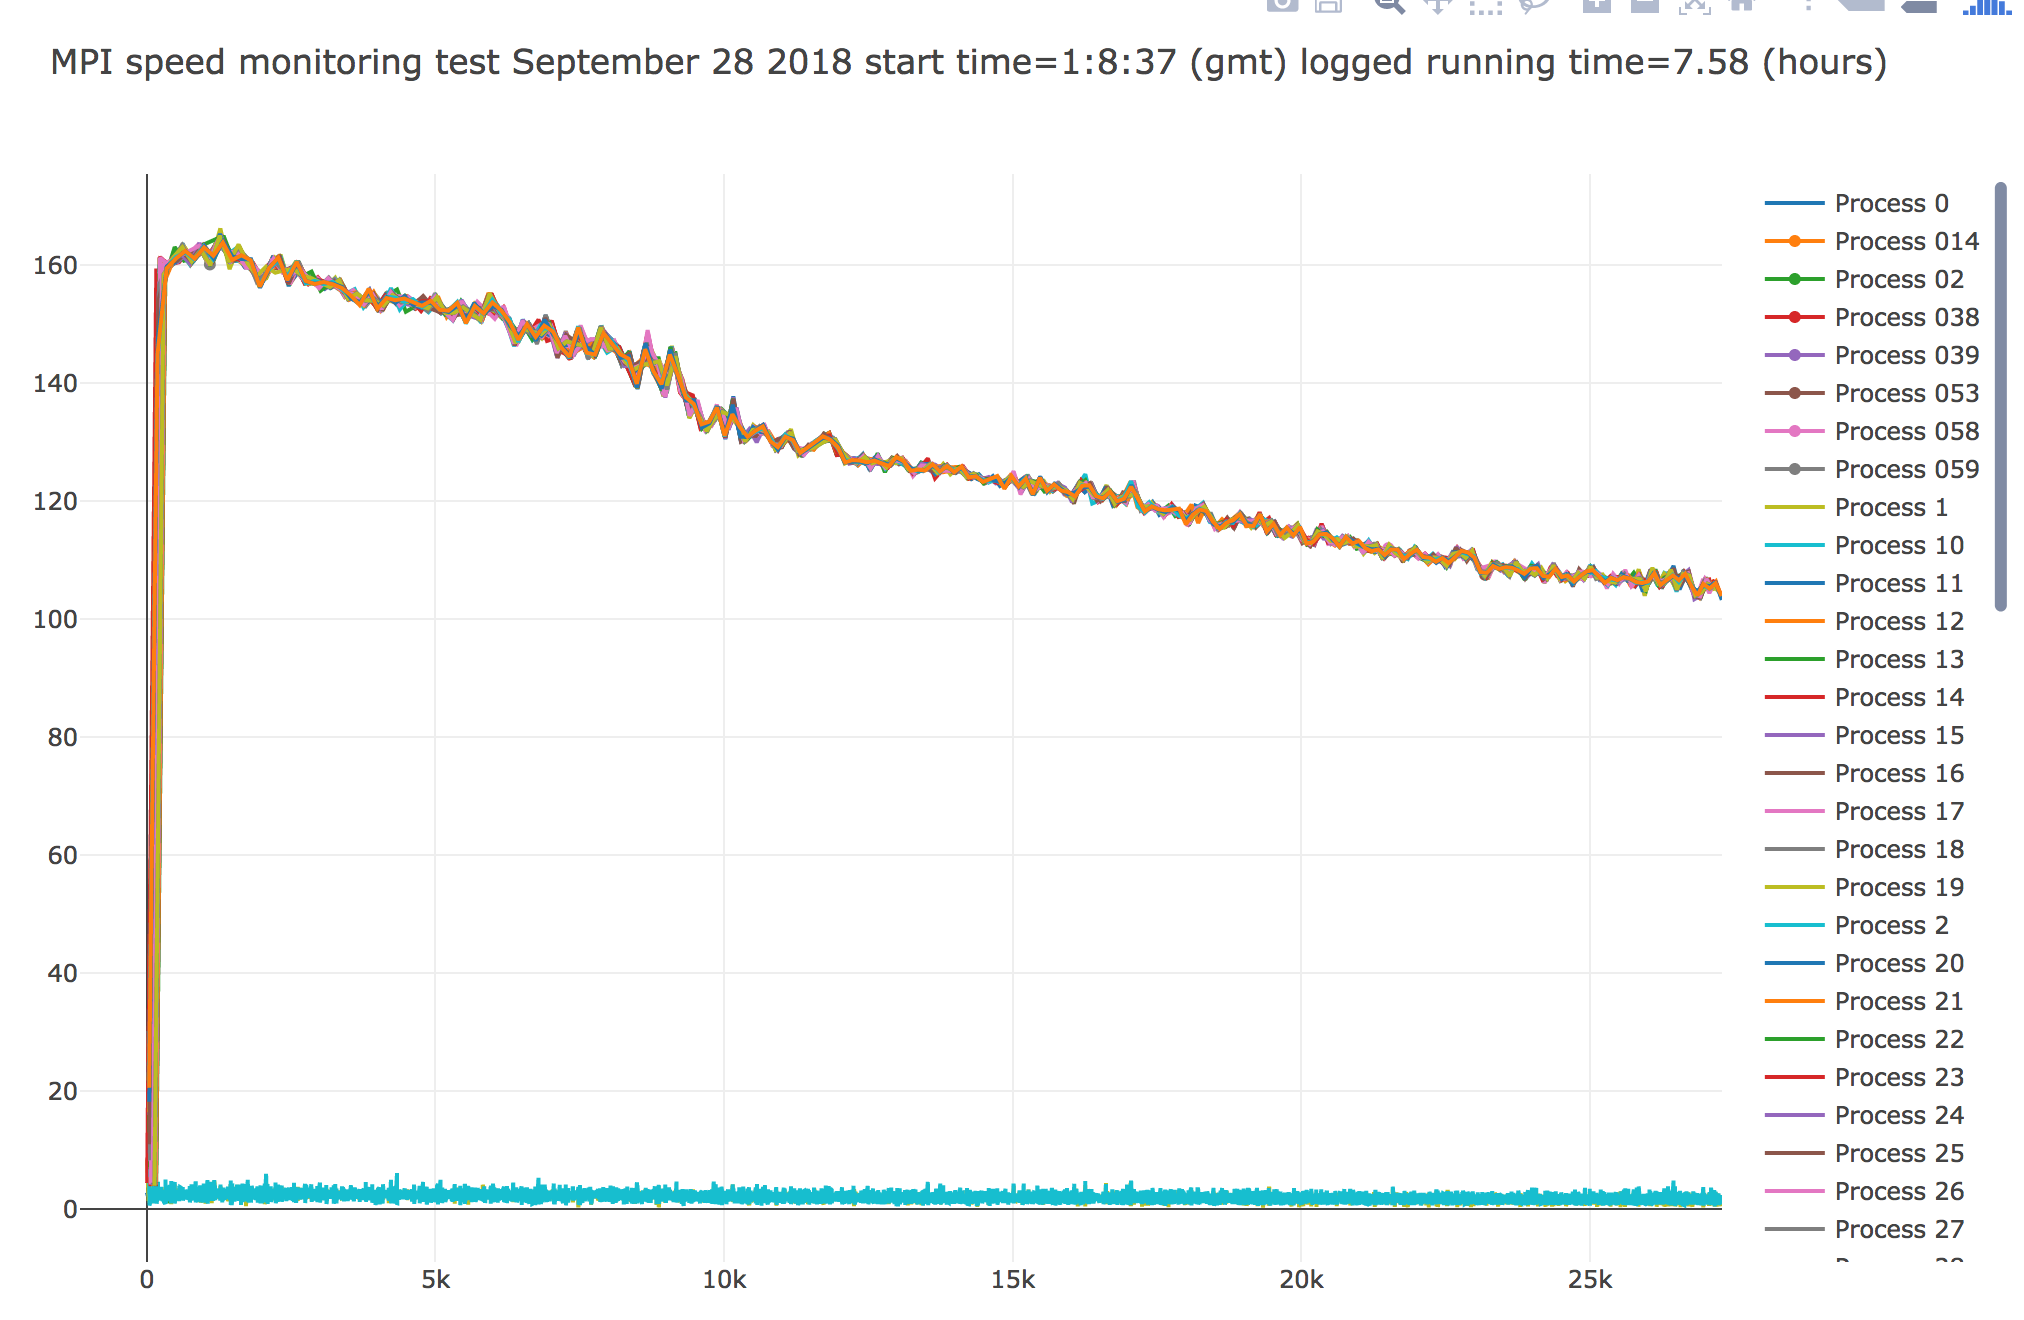 MPI speed monitoring test September 28 2018 start time=1:8:37 (gmt) logged running time=7.58 (hours)
160
140
120
100
80
60
40
20
0
0 5k 10k 15k 20k 25k
Process 0
Process 014
Process 02
Process 038
Process 039
Process 053
Process 058
Process 059
Process 1
Process 10
Process 11
Process 12
Process 13
Process 14
Process 15
Process 16
Process 17
Process 18
Process 19
Process 2
Process 20
Process 21
Process 22
Process 23
Process 24
Process 25
Process 26
Process 27